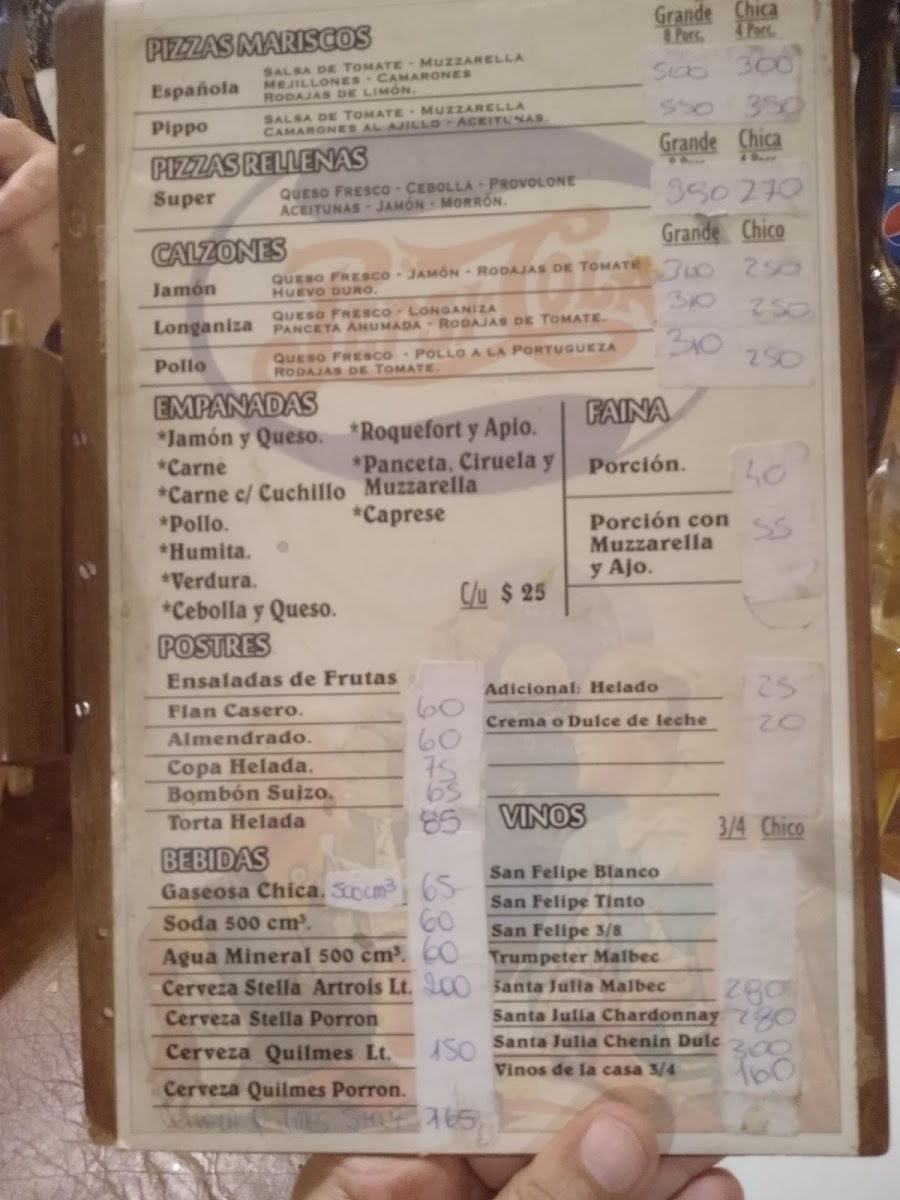 PIZZAS MARISCOS Grande Chica
8 Porc. 4 Porc.
Española SALSA DE TOMATE - MUZZARELLA 500 300
MEJILLONES - CAMARONES
RODAJAS DE LIMÓN.
Pippo SALSA DE TOMATE - MUZZARELLA 550 350
CAMARONES AL AJILLO - ACEITUNAS.
PIZZAS RELLENAS Grande Chica
Super QUESO FRESCO - CEBOLLA - PROVOLONE 390 270
ACEITUNAS - JAMÓN - MORRÓN.
CALZONES Grande Chico
Jamón QUESO FRESCO - JAMÓN - RODAJAS DE TOMATE 310 250
HUEVO DURO.
Longaniza QUESO FRESCO - LONGANIZA 310 250
PANCETA AHUMADA - RODAJAS DE TOMATE.
Pollo QUESO FRESCO - POLLO A LA PORTUGUEZA 310 250
RODAJAS DE TOMATE.
EMPANADAS
*Jamón y Queso.
*Carne
*Carne c/ Cuchillo
*Pollo.
*Humita.
*Verdura.
*Cebolla y Queso.
*Roquefort y Apio.
*Panceta, Ciruela y
Muzzarella
*Caprese
C/u $ 25
FAINA
Porción. 40
Porción con 55
Muzzarella
y Ajo.
POSTRES
Ensaladas de Frutas
Flan Casero. 60
Almendrado. 60
Copa Helada. 75
Bombón Suizo. 65
Torta Helada 85
Adicional: Helado 25
Crema o Dulce de leche 20
BEBIDAS
Gaseosa Chica. 500cm³ 65
Soda 500 cm³. 60
Agua Mineral 500 cm³. 60
Cerveza Stella Artrois Lt. 200
Cerveza Stella Porron
Cerveza Quilmes Lt. 150
Cerveza Quilmes Porron.
165
VINOS 3/4 Chico
San Felipe Blanco
San Felipe Tinto
San Felipe 3/8
Trumpeter Malbec
Santa Julia Malbec 280
Santa Julia Chardonnay 280
Santa Julia Chenin Dulc 300
Vinos de la casa 3/4 160